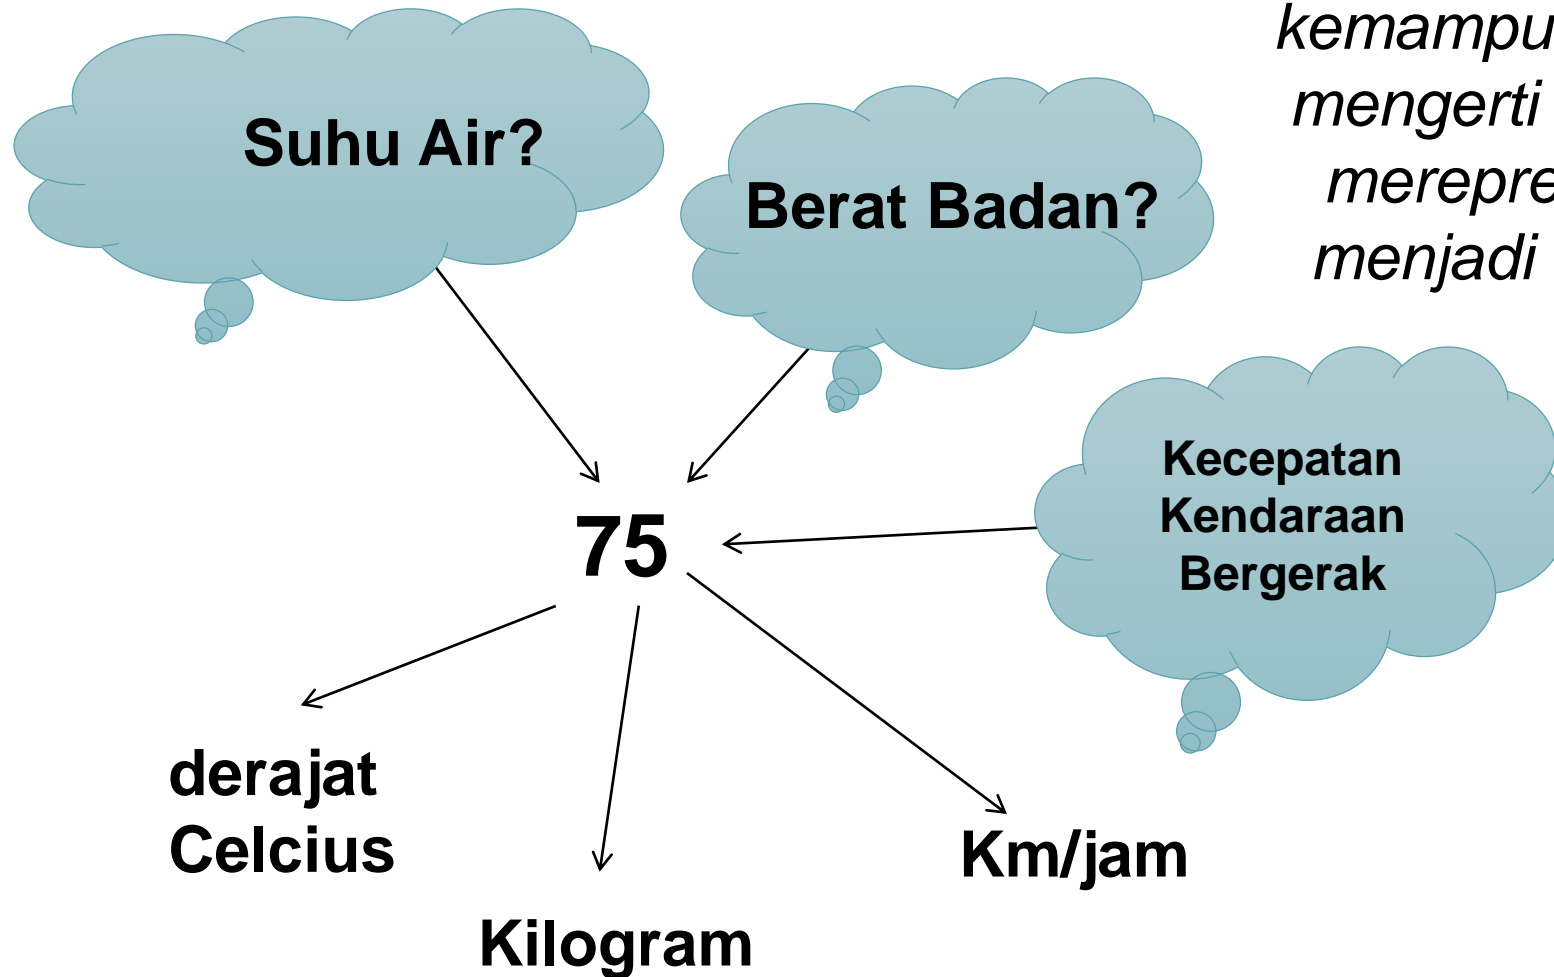 kemampu
mengerti
merepre
menjadi
Suhu Air?
Berat Badan?
Kecepatan
Kendaraan
Bergerak
75
derajat
Celcius
Km/jam
Kilogram